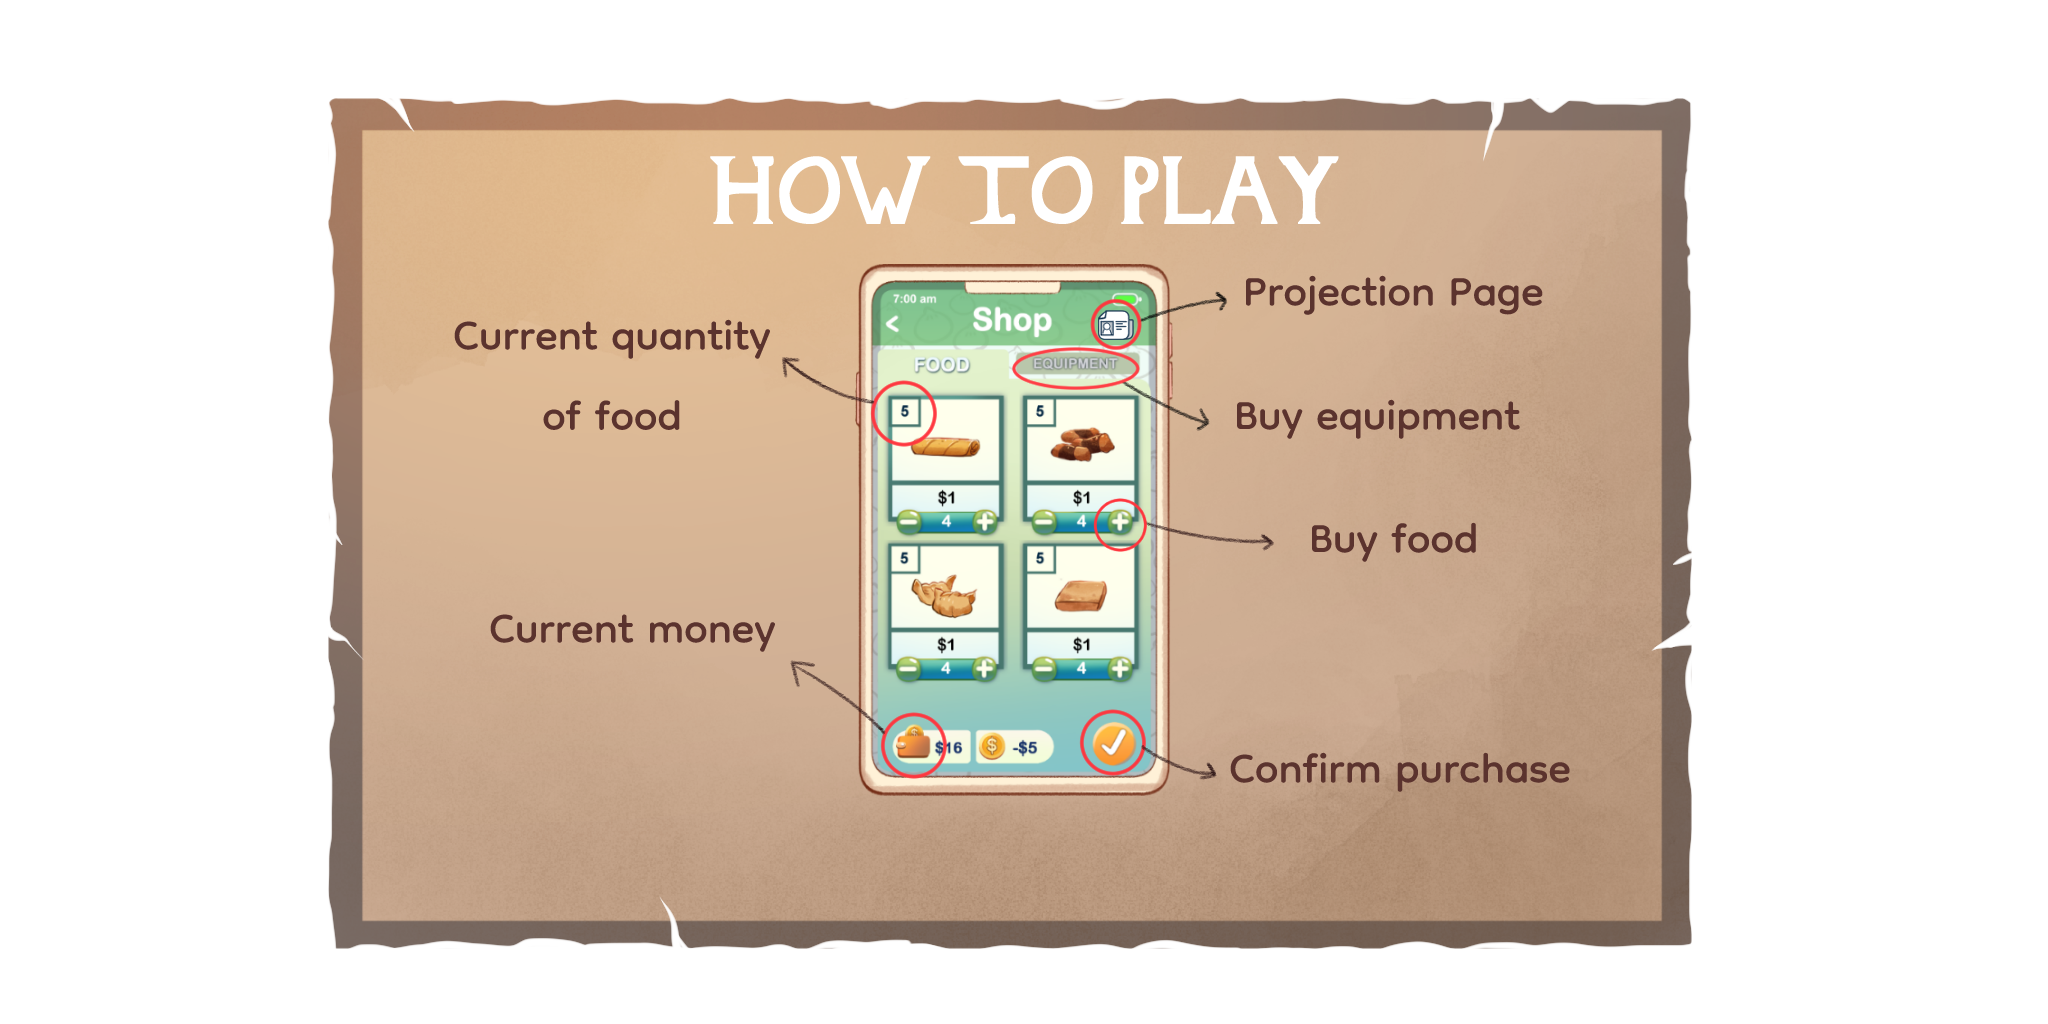 HOW TO PLAY
Projection Page
7:00 am
Shop
Current quantity
of food
FOOD
EQUIPMENT
Buy equipment
5
5
$1
$1
4
4
Buy food
5
5
Current money
$1
$1
4
4
$16
-$5
Confirm purchase